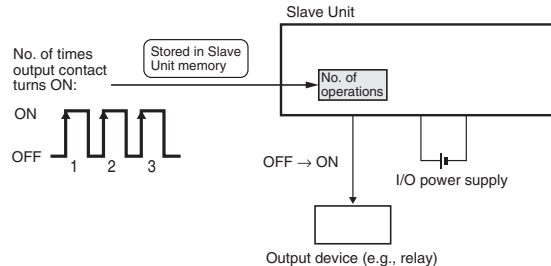 Slave Unit
No. of times
output contact
turns ON:
Stored in Slave
Unit memory
No. of
operations
ON
OFF
1 2 3
OFF → ON
I/O power supply
Output device (e.g., relay)